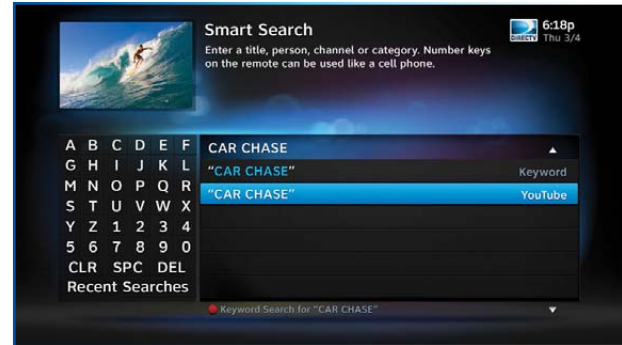 Smart Search
Enter a title, person, channel or category. Number keys
on the remote can be used like a cell phone.
DIRECTV
6:18p
Thu 3/4
A B C D E F
G H I J K L
M N O P Q R
S T U V W X
Y Z 1 2 3 4
5 6 7 8 9 0
CLR SPC DEL
Recent Searches
CAR CHASE
"CAR CHASE" Keyword
"CAR CHASE" YouTube
Keyword Search for "CAR CHASE"